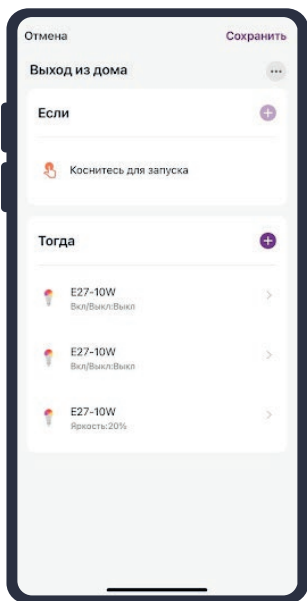 Отмена Сохранить
Выход из дома
Если
Коснитесь для запуска
Тогда
E27-10W
Вкл/Выкл:Выкл
E27-10W
Вкл/Выкл:Выкл
E27-10W
Яркость:20%